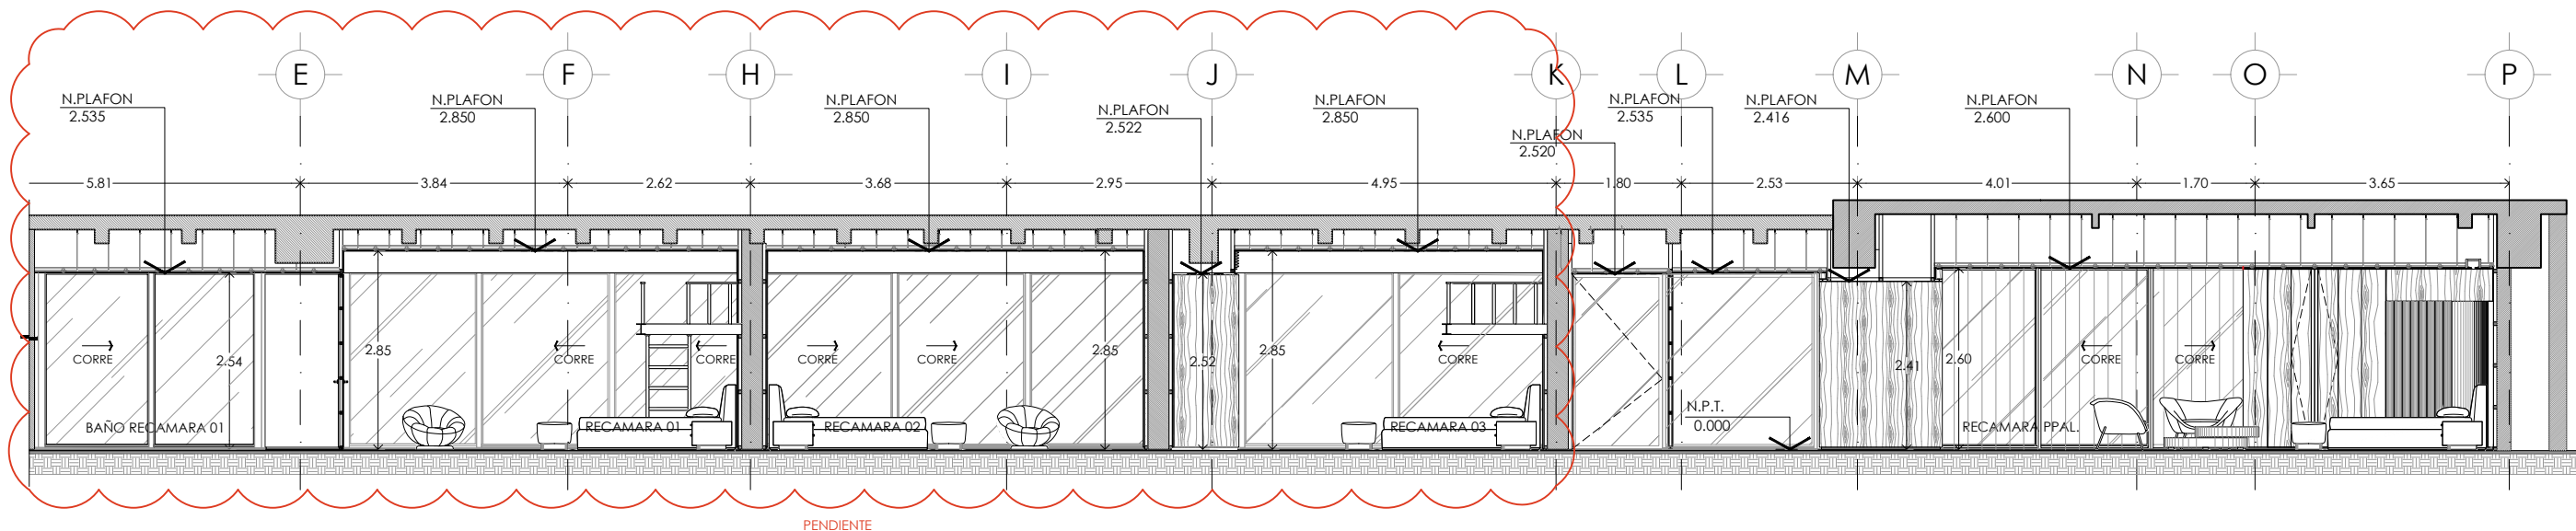 E F H I J K L M N O P
N.PLAFON
2.535
N.PLAFON
2.850
N.PLAFON
2.850
N.PLAFON
2.522
N.PLAFON
2.850
N.PLAFON
2.520
N.PLAFON
2.535
N.PLAFON
2.416
N.PLAFON
2.600
5.81 3.84 2.62 3.68 2.95 4.95 1.80 2.53 4.01 1.70 3.65
CORRE
2.54
BAÑO RECAMARA 01
2.85
CORRE
CORRE
RECAMARA 01
CORRE
CORRE
2.85
RECAMARA 02
2.52
2.85
CORRE
RECAMARA 03
N.P.T.
0.000
2.41
2.60
CORRE
CORRE
RECAMARA PPAL.
PENDIENTE